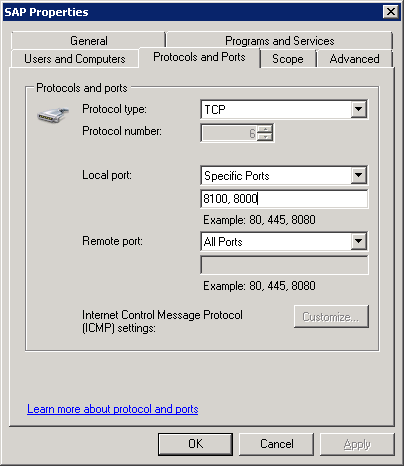 SAP Properties
General
Programs and Services
Users and Computers
Protocols and Ports
Scope
Advanced
Protocols and ports
Protocol type:
TCP
Protocol number:
6
Local port:
Specific Ports
8100, 8000
Example: 80, 445, 8080
Remote port:
All Ports
Example: 80, 445, 8080
Internet Control Message Protocol
(ICMP) settings:
Customize...
Learn more about protocol and ports
OK
Cancel
Apply